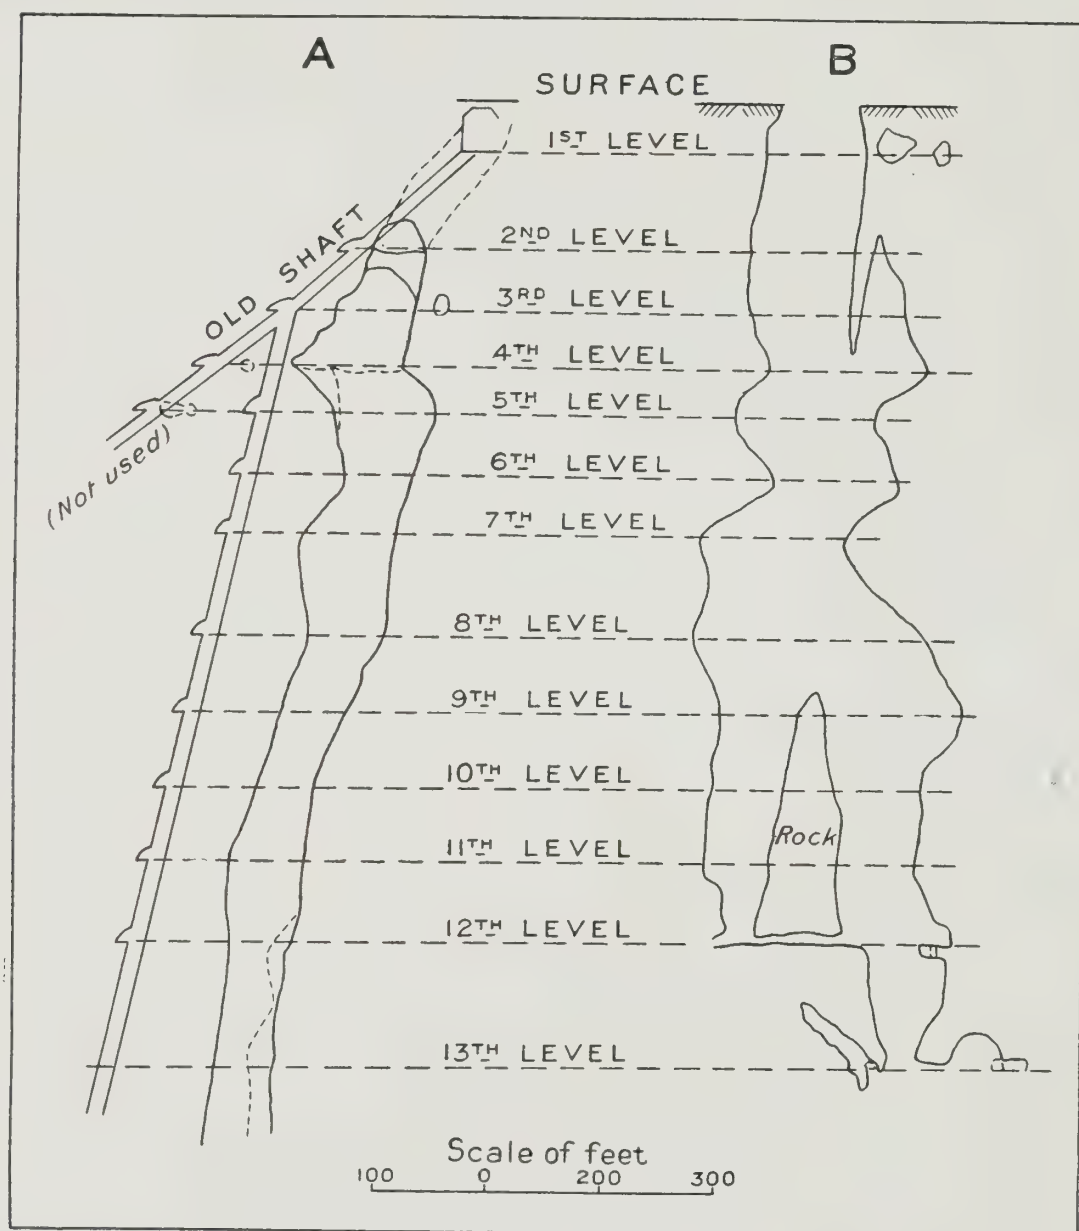 A
B
SURFACE
1ST LEVEL
OLD SHAFT
2ND LEVEL
3RD LEVEL
4TH LEVEL
5TH LEVEL
(Not used)
6TH LEVEL
7TH LEVEL
8TH LEVEL
9TH LEVEL
10TH LEVEL
Rock
11TH LEVEL
12TH LEVEL
13TH LEVEL
Scale of feet
100 0 200 300